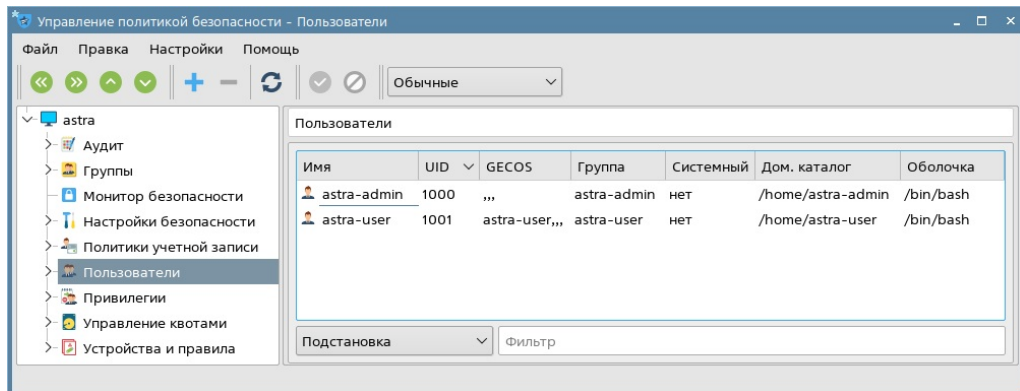 Управление политикой безопасности - Пользователи
Файл Правка Настройки Помощь
Обычные
astra
Аудит
Группы
Монитор безопасности
Настройки безопасности
Политики учетной записи
Пользователи
Привилегии
Управление квотами
Устройства и правила
Пользователи
Имя UID GECOS Группа Системный Дом. каталог Оболочка
astra-admin 1000 ,,, astra-admin нет /home/astra-admin /bin/bash
astra-user 1001 astra-user,,, astra-user нет /home/astra-user /bin/bash
Подстановка Фильтр